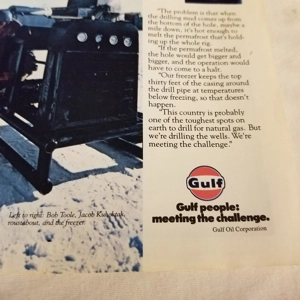 "The problem is that when
the drilling mud comes up from
the bottom of the hole, maybe a
mile down, it's hot enough to
melt the permafrost that's hold-
ing up the whole rig.
"If the permafrost melted,
the hole would get bigger and
bigger, and the operation would
have to come to a halt.
"Our freezer keeps the top
thirty feet of the casing around
the drill pipe at temperatures
below freezing, so that doesn't
happen.
"This country is probably
one of the toughest spots on
earth to drill for natural gas. But
we're drilling the wells. We're
meeting the challenge."
Gulf
Gulf people:
meeting the challenge.
Gulf Oil Corporation
Left to right: Bob Toole, Jacob
roustabout, and the freezer.